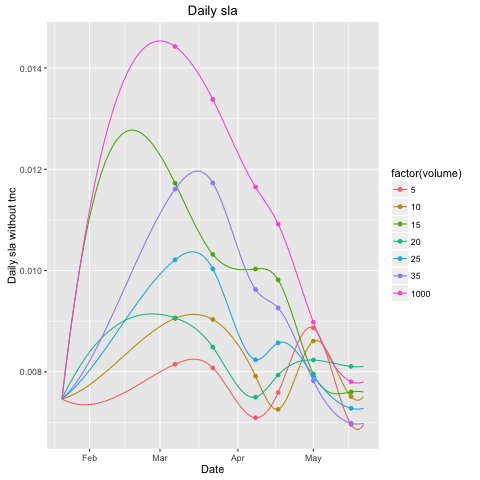 Daily sla
Daily sla without tnc
0.014
0.012
0.010
0.008
Feb
Mar
Apr
May
Date
factor(volume)
5
10
15
20
25
35
1000